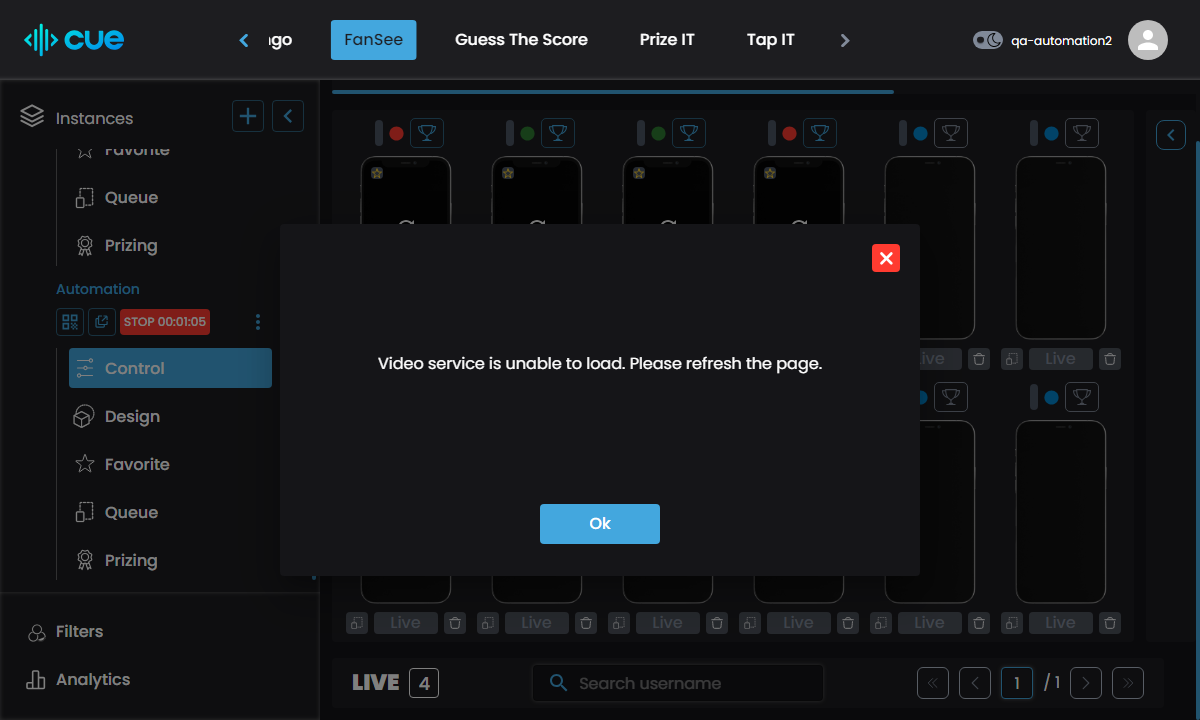 cue
ngo
FanSee
Guess The Score
Prize IT
Tap IT
qa-automation2
Instances
Favorite
Queue
Prizing
Automation
STOP 00:01:05
Control
Design
Favorite
Queue
Prizing
Filters
Analytics
Video service is unable to load. Please refresh the page.
Ok
Live
Live
Live
Live
Live
Live
Live
Live
LIVE 4
Search username
1 / 1